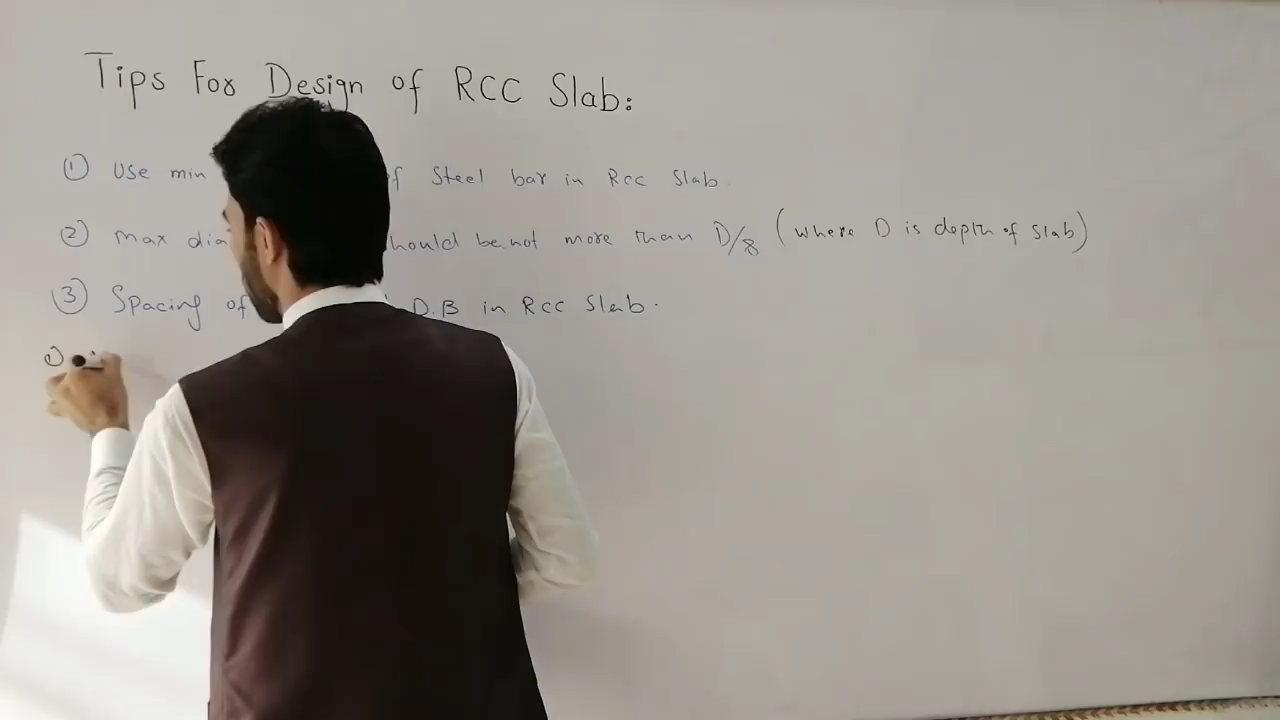 Tips For Design of RCC Slab:
① Use min of Steel bar in Rcc Slab.
② Max dia hould be not more than D/8 (where D is depth of slab)
③ Spacing of D.B in Rcc Slab.